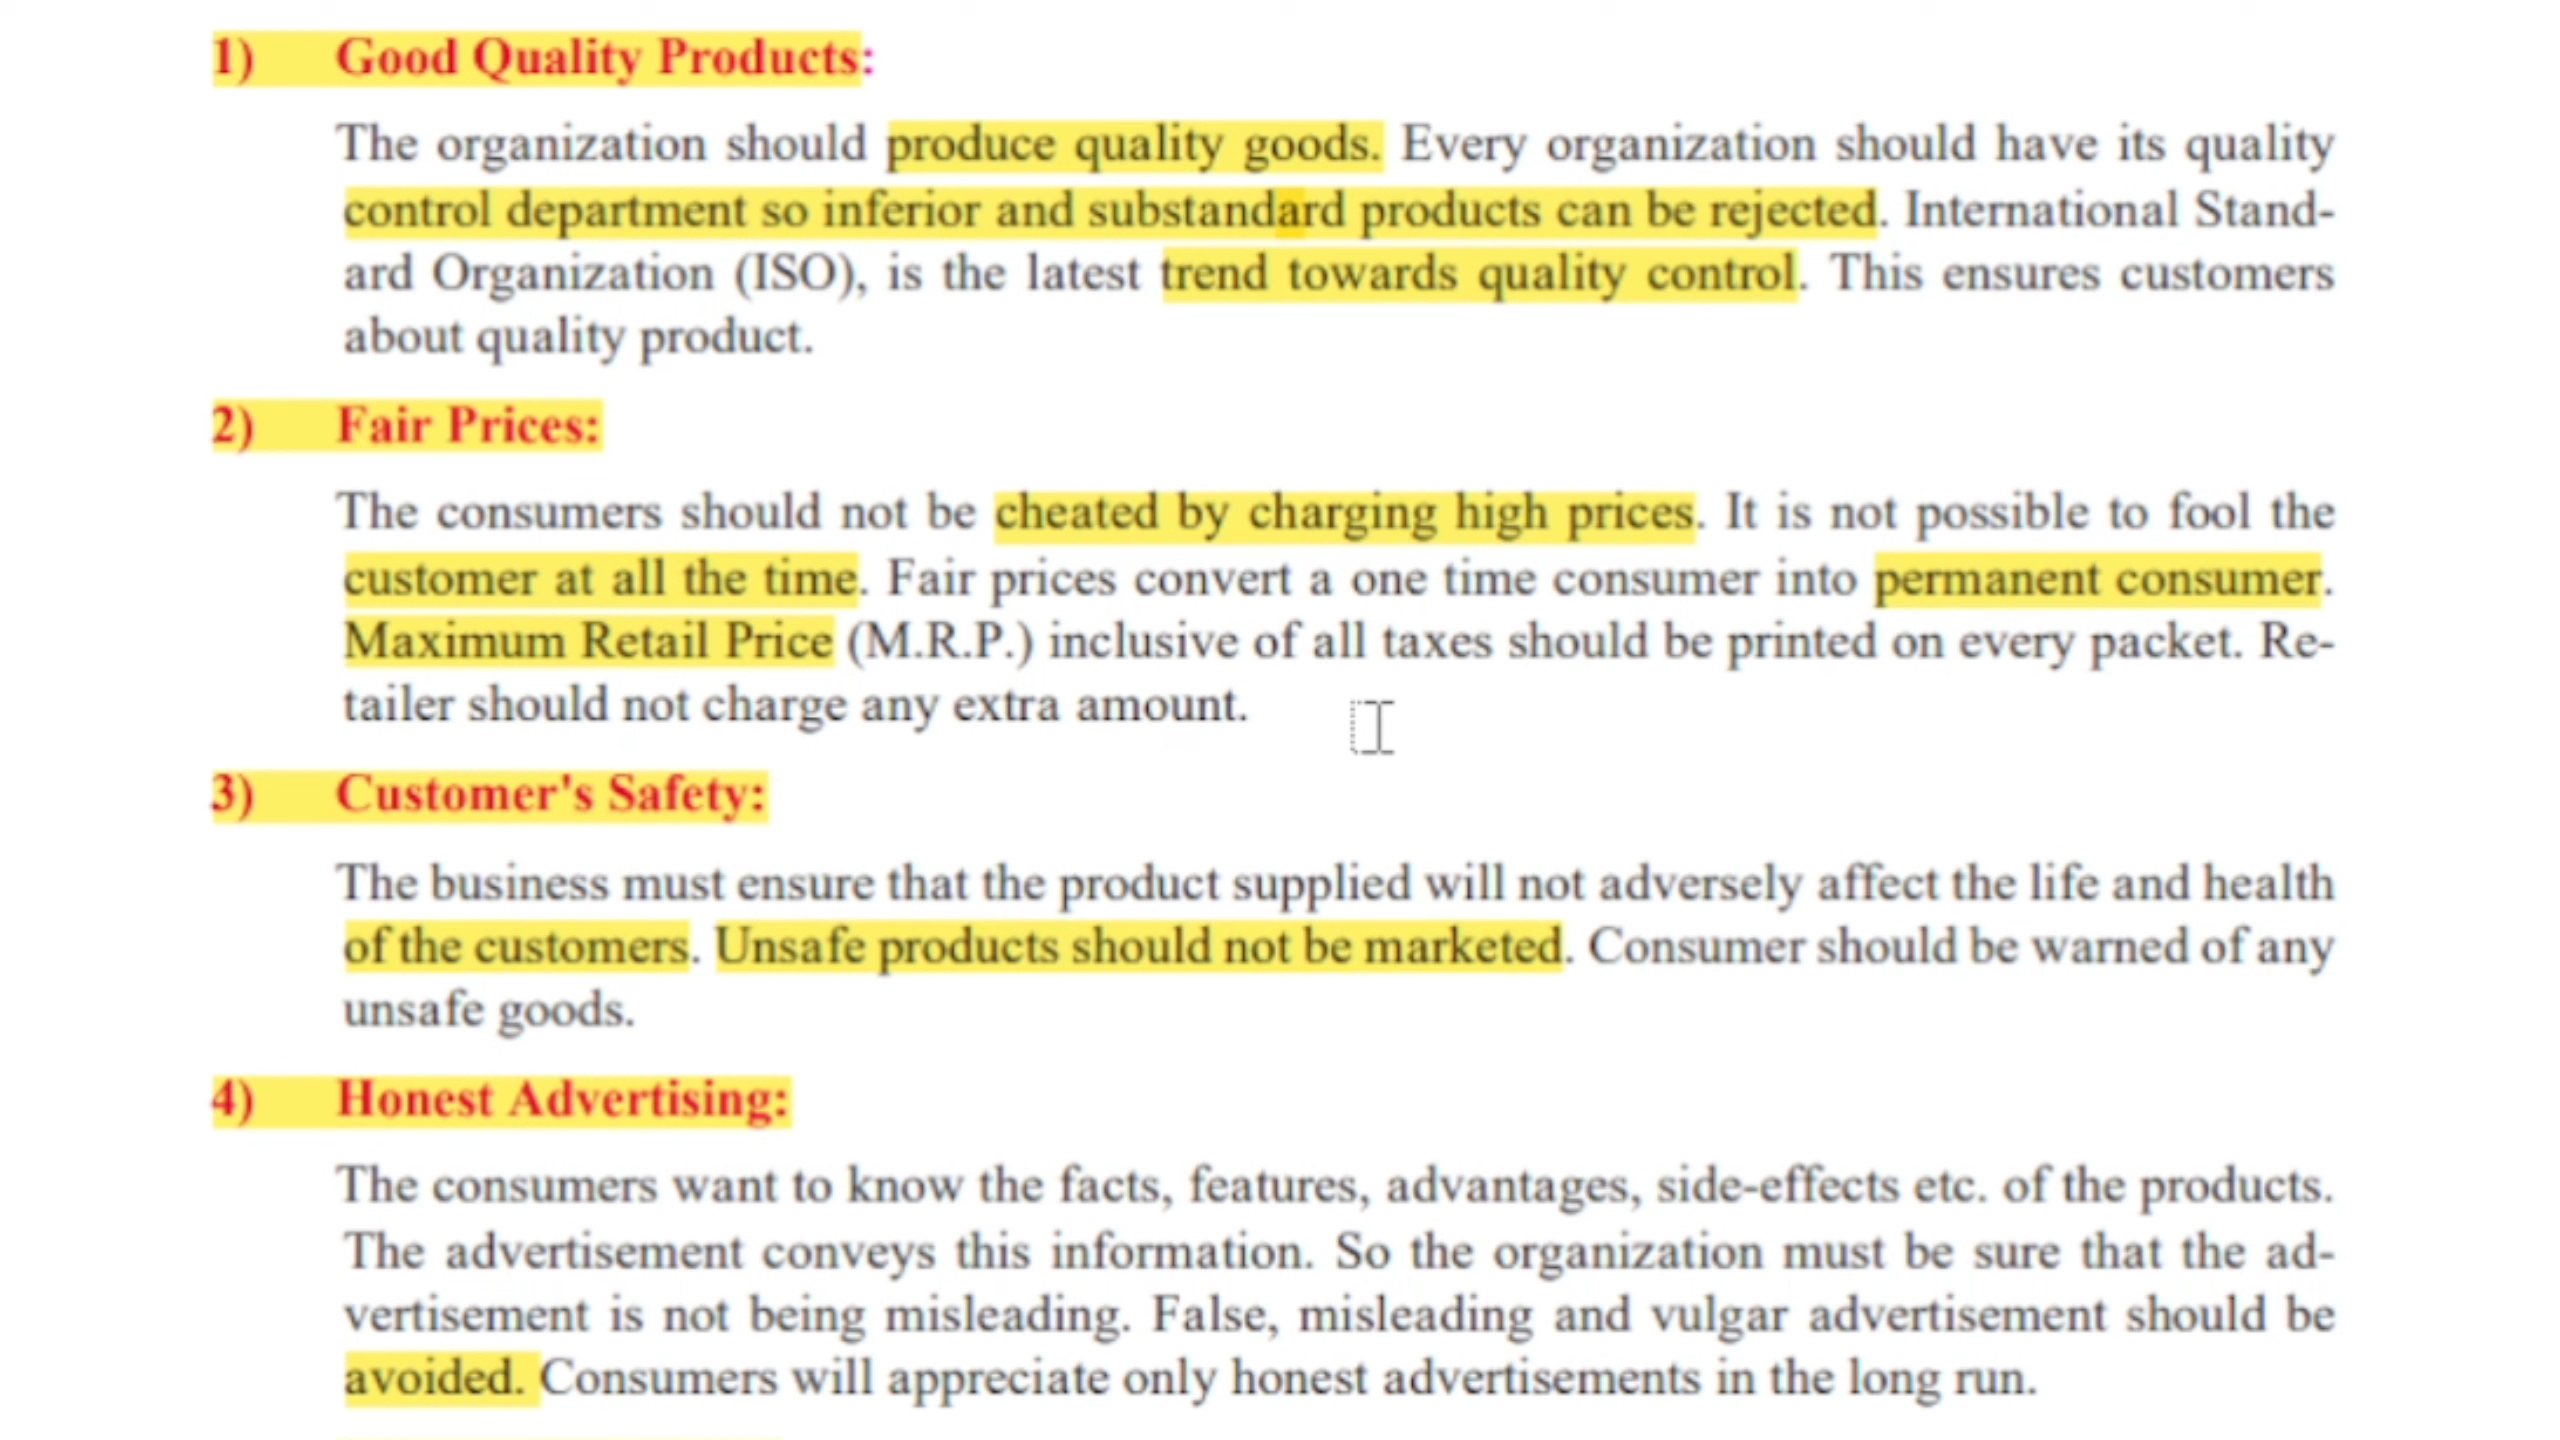 1) Good Quality Products:
The organization should produce quality goods. Every organization should have its quality
control department so inferior and substandard products can be rejected. International Stand-
ard Organization (ISO), is the latest trend towards quality control. This ensures customers
about quality product.
2) Fair Prices:
The consumers should not be cheated by charging high prices. It is not possible to fool the
customer at all the time. Fair prices convert a one time consumer into permanent consumer.
Maximum Retail Price (M.R.P.) inclusive of all taxes should be printed on every packet. Re-
tailer should not charge any extra amount.
3) Customer's Safety:
The business must ensure that the product supplied will not adversely affect the life and health
of the customers. Unsafe products should not be marketed. Consumer should be warned of any
unsafe goods.
4) Honest Advertising:
The consumers want to know the facts, features, advantages, side-effects etc. of the products.
The advertisement conveys this information. So the organization must be sure that the ad-
vertisement is not being misleading. False, misleading and vulgar advertisement should be
avoided. Consumers will appreciate only honest advertisements in the long run.